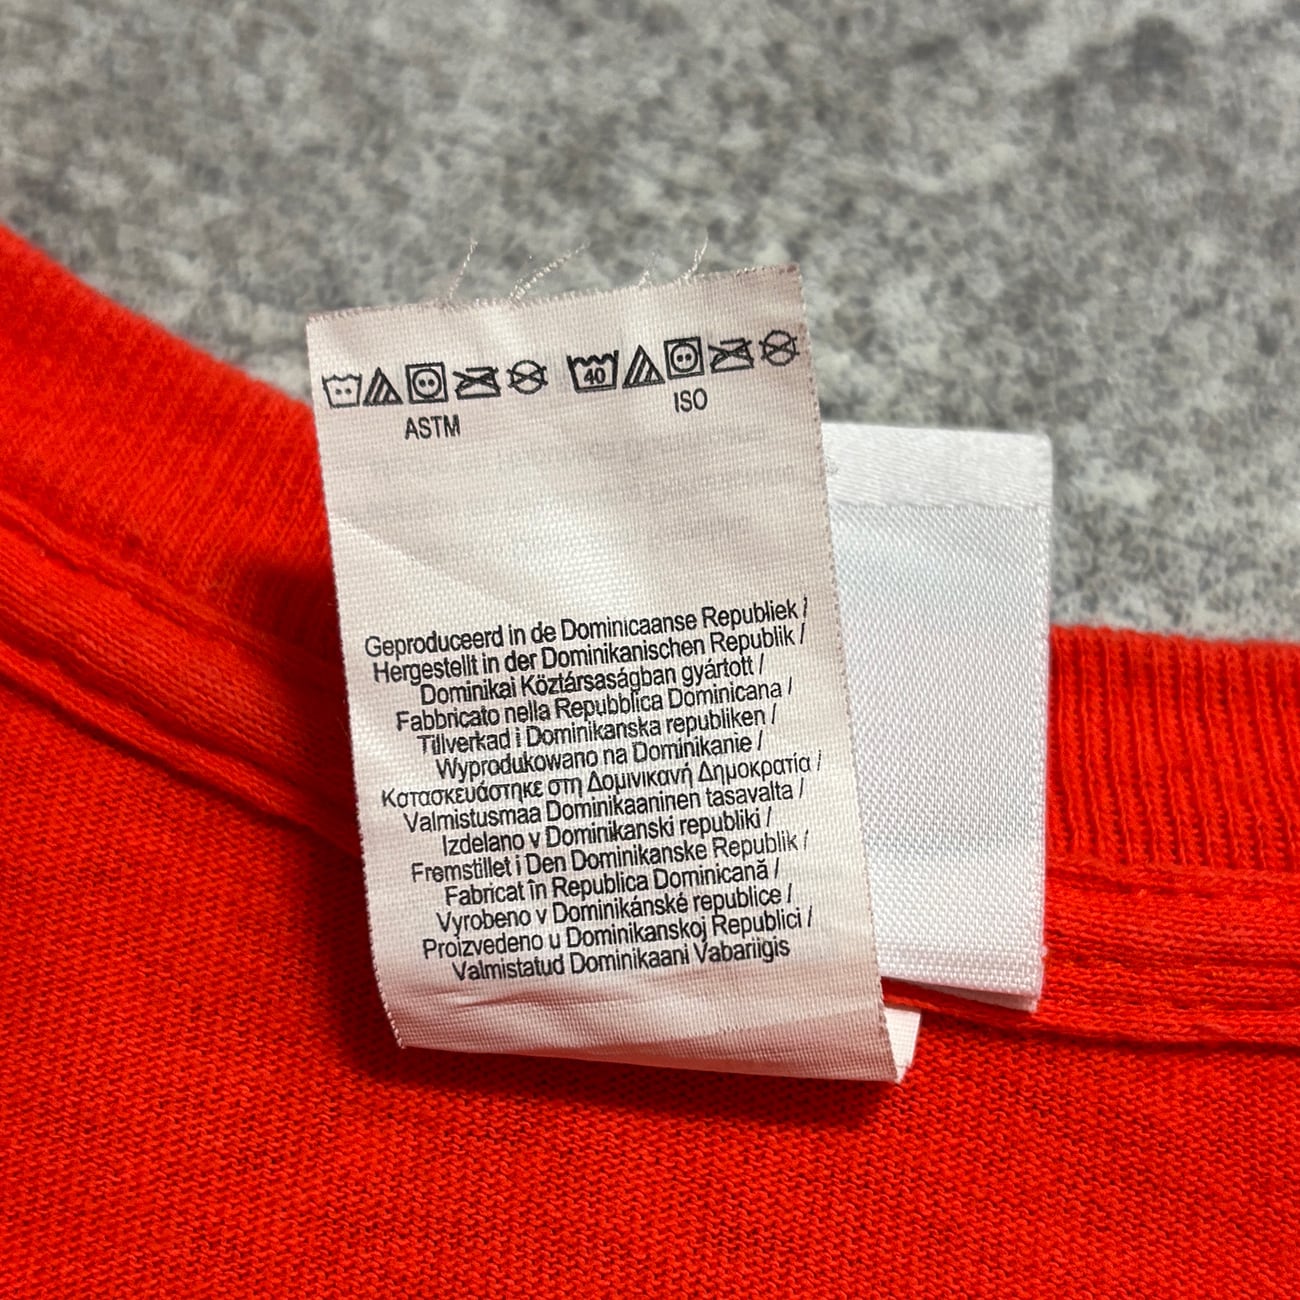 40
ASTM ISO
Geproduceerd in de Dominicaanse Republiek /
Hergestellt in der Dominikanischen Republik /
Dominikai Köztársaságban gyártott /
Fabbricato nella Repubblica Dominicana /
Tillverkad i Dominikanska republiken /
Wyprodukowano na Dominikanie /
Κατασκευάστηκε στη Δομινικανή Δημοκρατία /
Valmistusmaa Dominikaaninen tasavalta /
Izdelano v Dominikanski republiki /
Fremstillet i Den Dominikanske Republik /
Fabricat în Republica Dominicană /
Vyrobeno v Dominikánské republice /
Proizvedeno u Dominikanskoj Republici /
Valmistatud Dominikaani Vabariigis